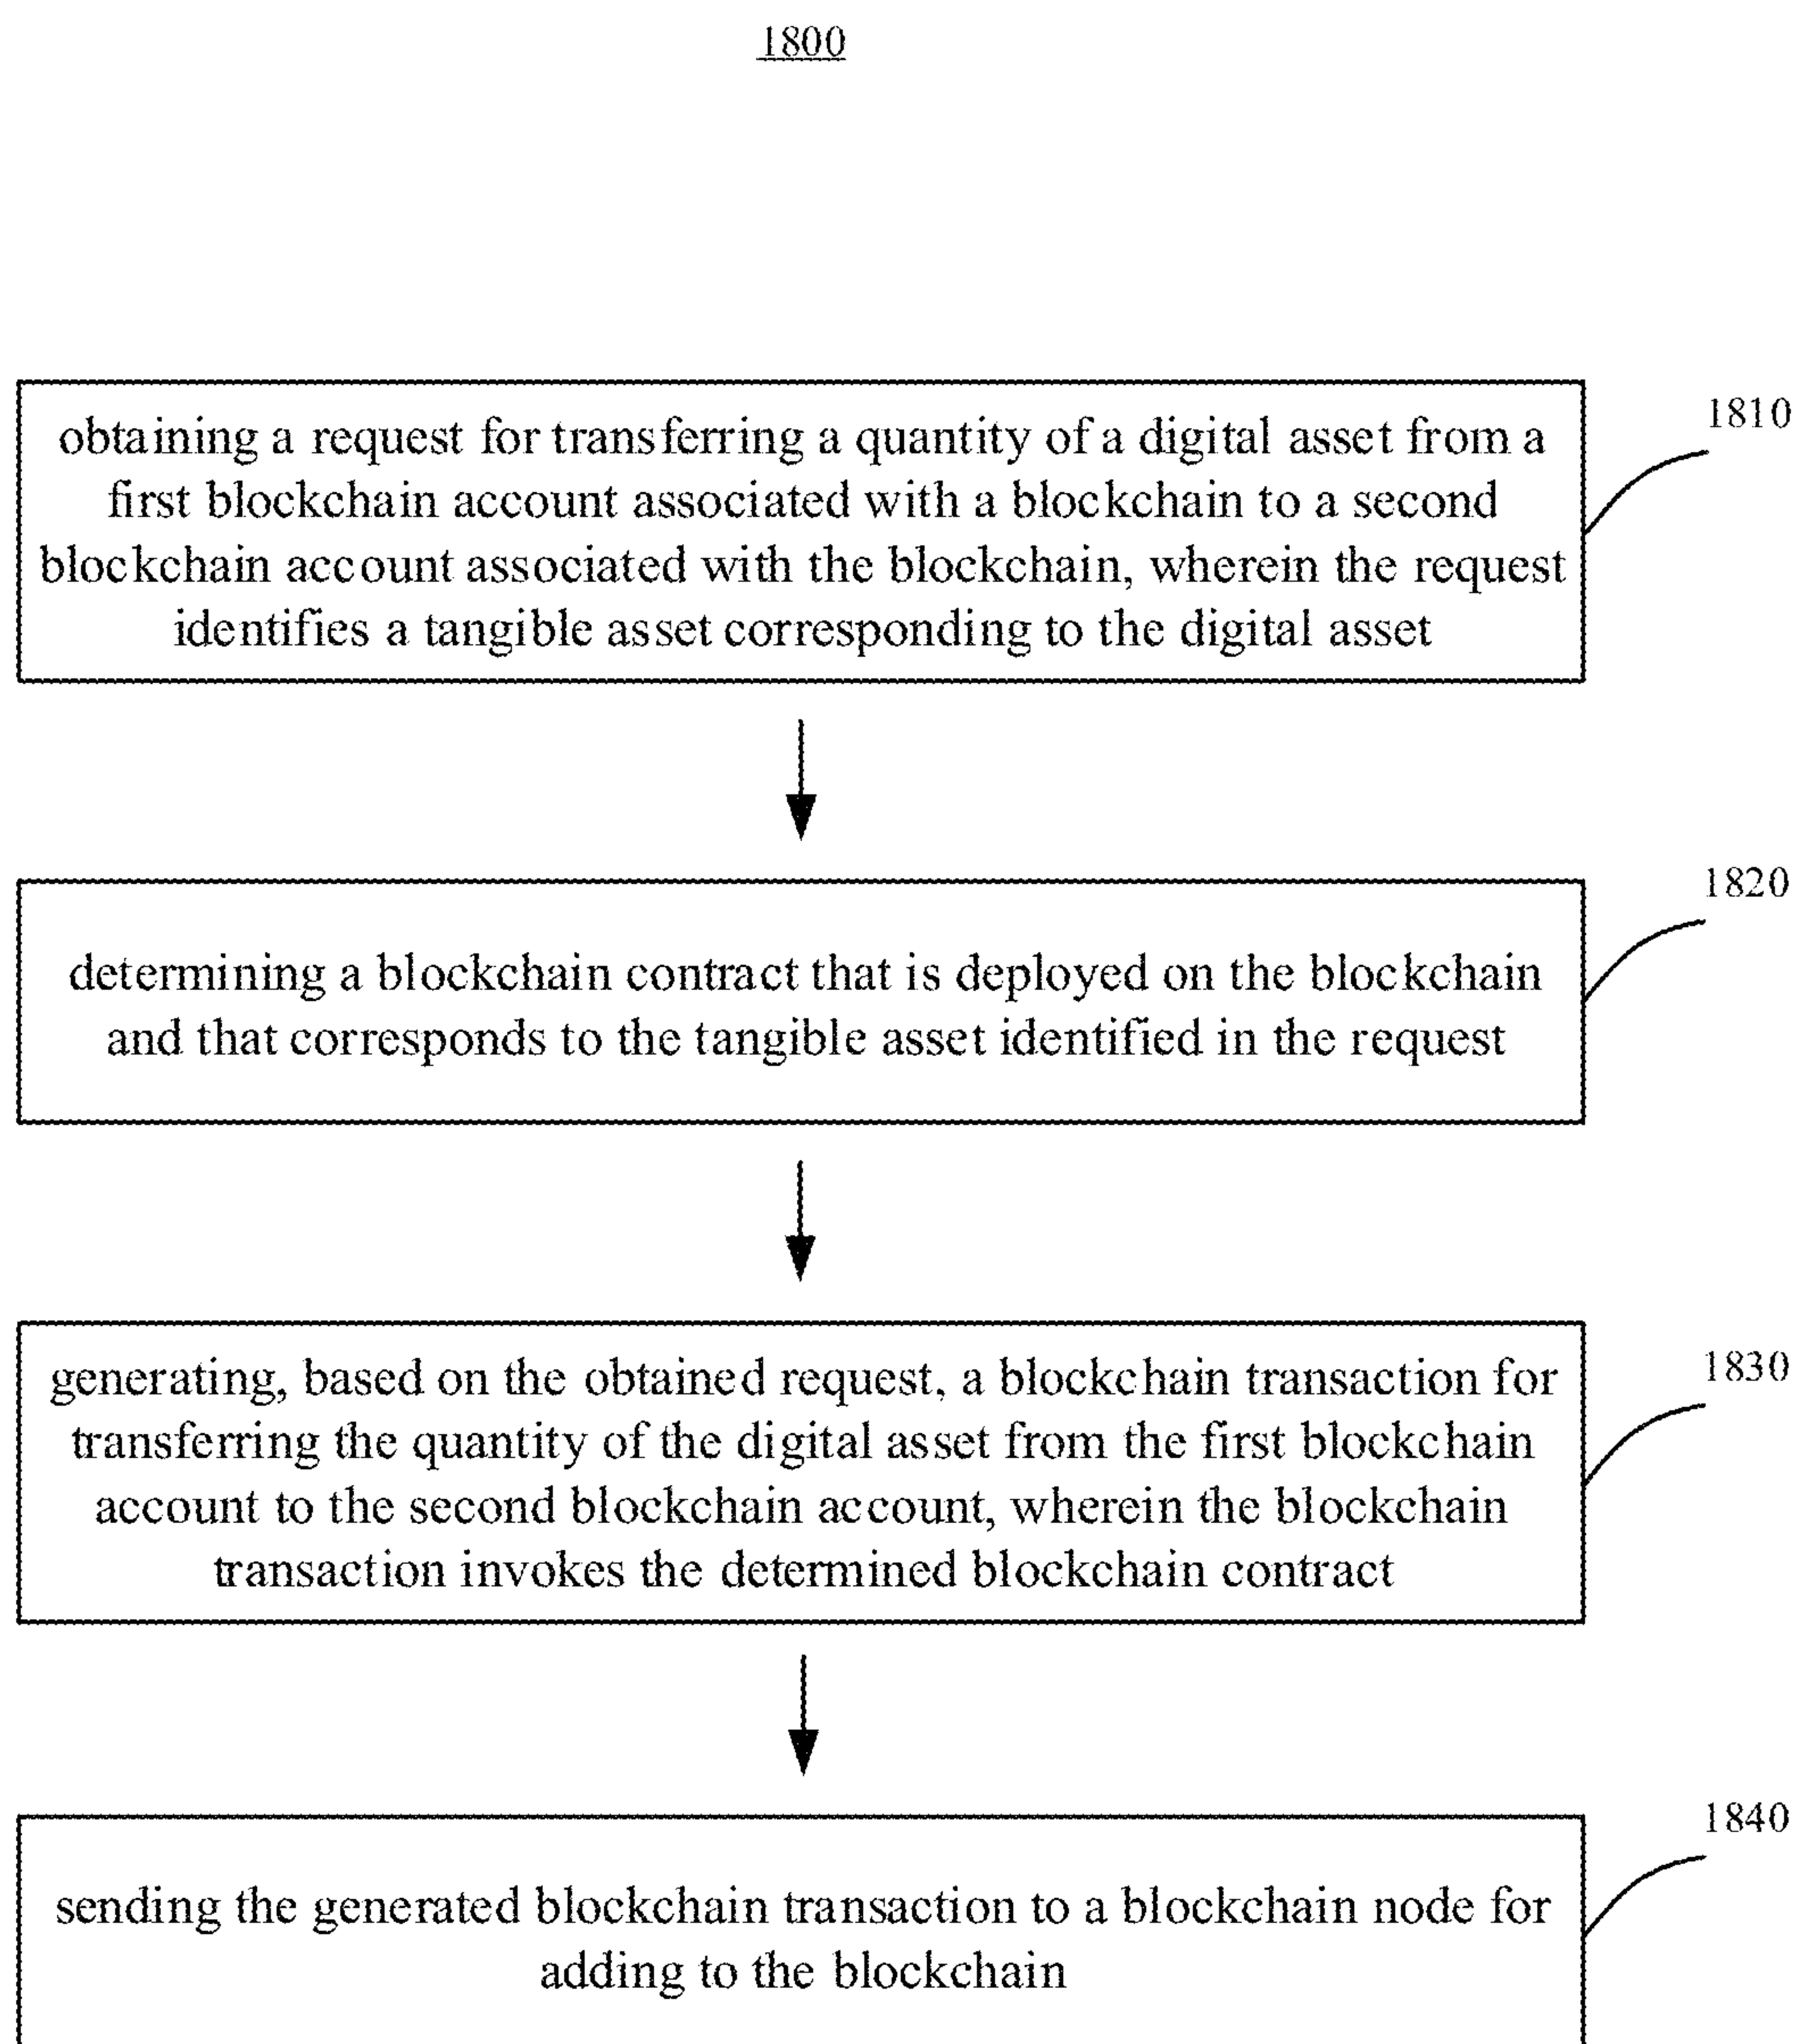 1800
obtaining a request for transferring a quantity of a digital asset from a
1810
first blockchain account associated with a blockchain to a second
blockchain account associated with the blockchain, wherein the request
identifies a tangible asset corresponding to the digital asset
1820
determining a blockchain contract that is deployed on the blockchain
and that corresponds to the tangible asset identified in the request
1830
generating, based on the obtained request, a blockchain transaction for
transferring the quantity of the digital asset from the first blockchain
account to the second blockchain account, wherein the blockchain
transaction invokes the determined blockchain contract
1840
sending the generated blockchain transaction to a blockchain node for
adding to the blockchain